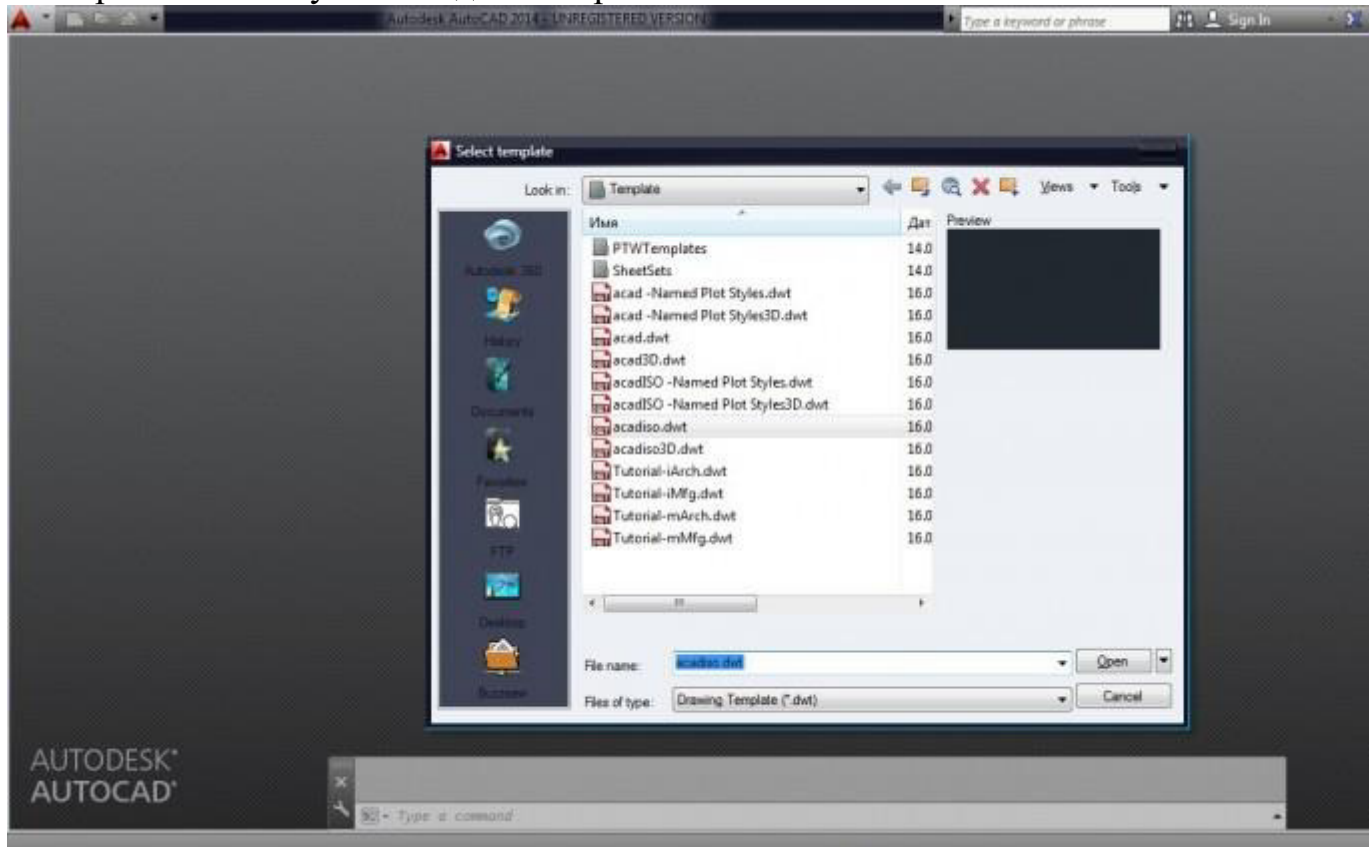 Autodesk AutoCAD 2014 - UNREGISTERED VERSION
Type a keyword or phrase
Sign In
Select template
Look in:
Template
Views
Tools
Имя
Дат
Preview
PTWTemplates
14.0
SheetSets
14.0
acad -Named Plot Styles.dwt
16.0
acad -Named Plot Styles3D.dwt
16.0
acad.dwt
16.0
acad3D.dwt
16.0
acadISO -Named Plot Styles.dwt
16.0
acadISO -Named Plot Styles3D.dwt
16.0
acadiso.dwt
16.0
acadiso3D.dwt
16.0
Tutorial-iArch.dwt
16.0
Tutorial-iMfg.dwt
16.0
Tutorial-mArch.dwt
16.0
Tutorial-mMfg.dwt
16.0
Autodesk 360
History
Documents
Favorites
FTP
Desktop
Buzzsaw
File name:
acadiso.dwt
Open
Files of type:
Drawing Template (*.dwt)
Cancel
AUTODESK®
AUTOCAD®
Type a command